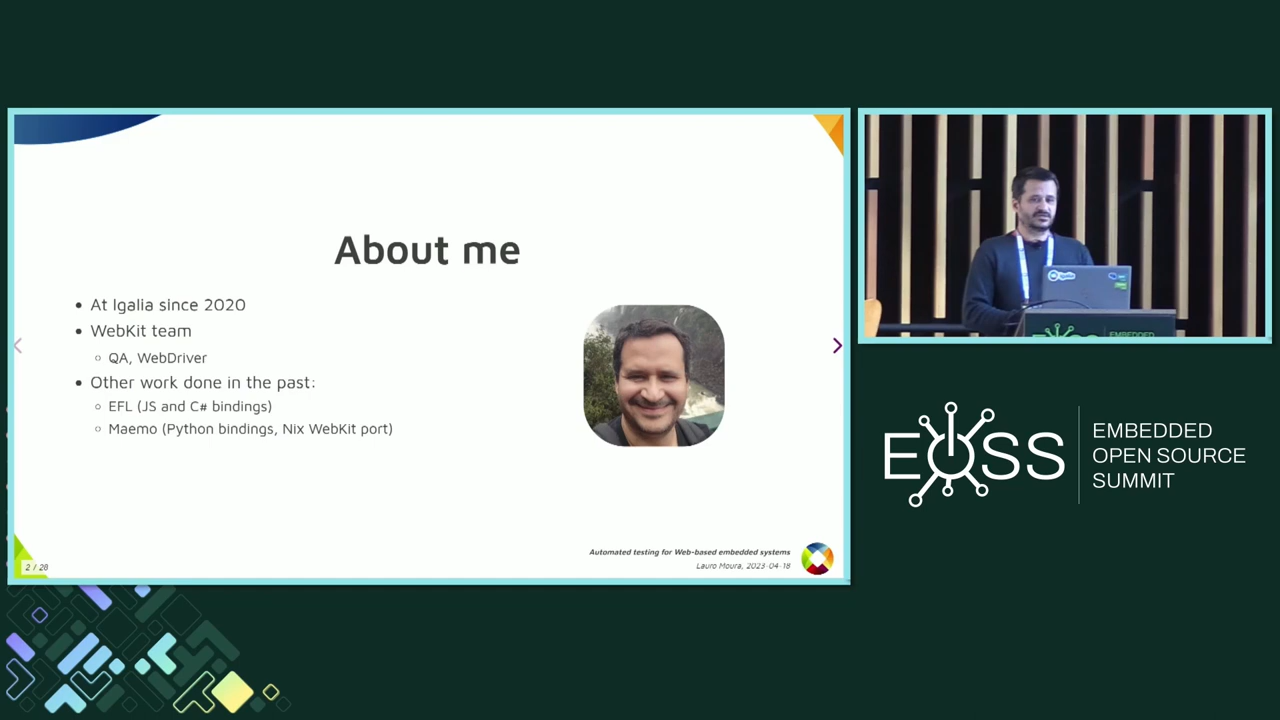 About me
At Igalia since 2020
WebKit team
QA, WebDriver
Other work done in the past:
EFL (JS and C# bindings)
Maemo (Python bindings, Nix WebKit port)
2 / 28
Automated testing for Web-based embedded systems
Lauro Moura, 2023-04-18
igalia
EMBEDDED
EOSS
EMBEDDED
OPEN SOURCE
SUMMIT